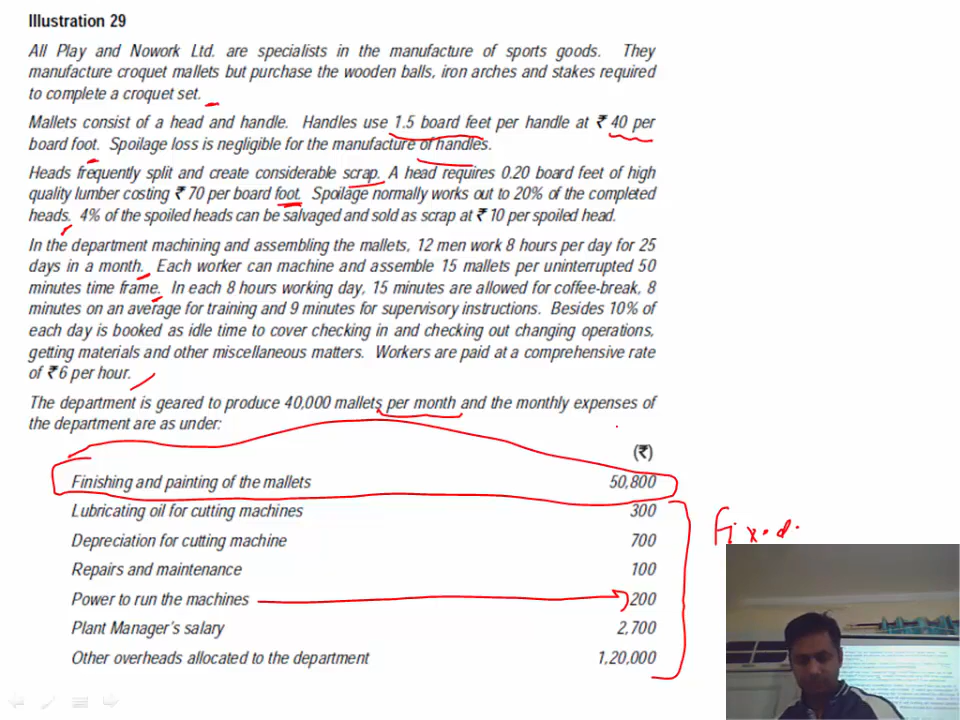 Illustration 29
All Play and Nowork Ltd. are specialists in the manufacture of sports goods. They
manufacture croquet mallets but purchase the wooden balls, iron arches and stakes required
to complete a croquet set.
Mallets consist of a head and handle. Handles use 1.5 board feet per handle at ₹ 40 per
board foot. Spoilage loss is negligible for the manufacture of handles.
Heads frequently split and create considerable scrap. A head requires 0.20 board feet of high
quality lumber costing ₹ 70 per board foot. Spoilage normally works out to 20% of the completed
heads. 4% of the spoiled heads can be salvaged and sold as scrap at ₹ 10 per spoiled head.
In the department machining and assembling the mallets, 12 men work 8 hours per day for 25
days in a month. Each worker can machine and assemble 15 mallets per uninterrupted 50
minutes time frame. In each 8 hours working day, 15 minutes are allowed for coffee-break, 8
minutes on an average for training and 9 minutes for supervisory instructions. Besides 10% of
each day is booked as idle time to cover checking in and checking out changing operations,
getting materials and other miscellaneous matters. Workers are paid at a comprehensive rate
of ₹ 6 per hour.
The department is geared to produce 40,000 mallets per month and the monthly expenses of
the department are as under:
(₹)
Finishing and painting of the mallets 50,800
Lubricating oil for cutting machines 300
Depreciation for cutting machine 700
Repairs and maintenance 100
Power to run the machines 200
Plant Manager's salary 2,700
Other overheads allocated to the department 1,20,000
Fixed